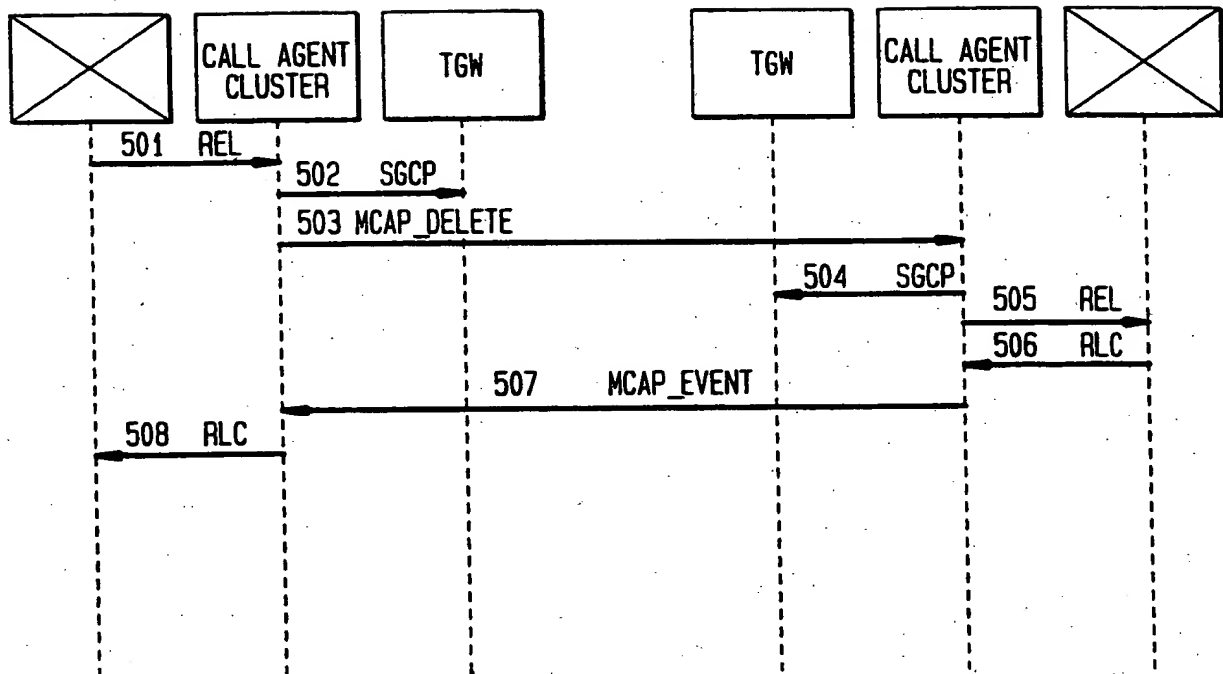 CALL AGENT
CLUSTER
TGW
TGW
CALL AGENT
CLUSTER
501 REL
502 SGCP
503 MCAP_DELETE
504 SGCP
505 REL
506 RLC
507 MCAP_EVENT
508 RLC